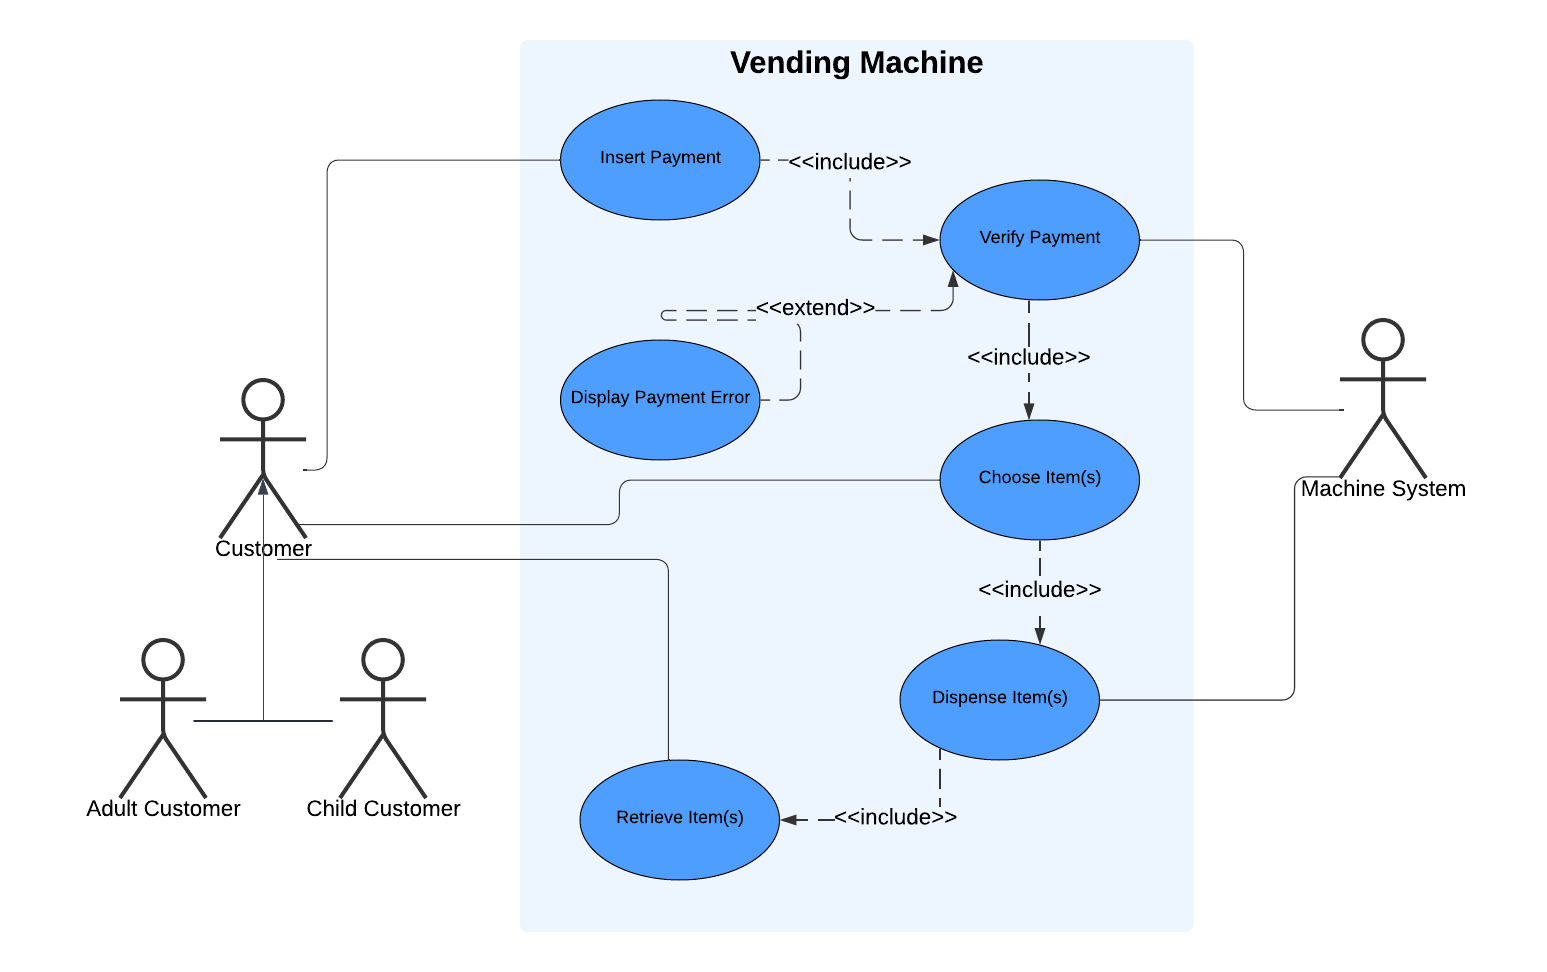 Vending Machine
Insert Payment
<<include>>
Verify Payment
<<extend>>
<<include>>
Display Payment Error
Choose Item(s)
Machine System
Customer
<<include>>
Dispense Item(s)
Adult Customer
Child Customer
Retrieve Item(s)
<<include>>